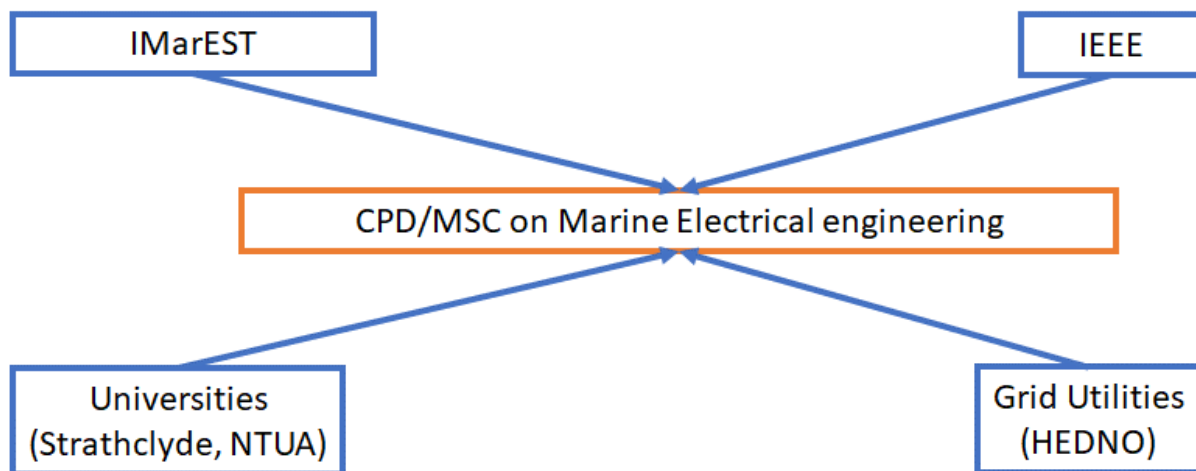 IMarEST
IEEE
CPD/MSC on Marine Electrical engineering
Universities
(Strathclyde, NTUA)
Grid Utilities
(HEDNO)